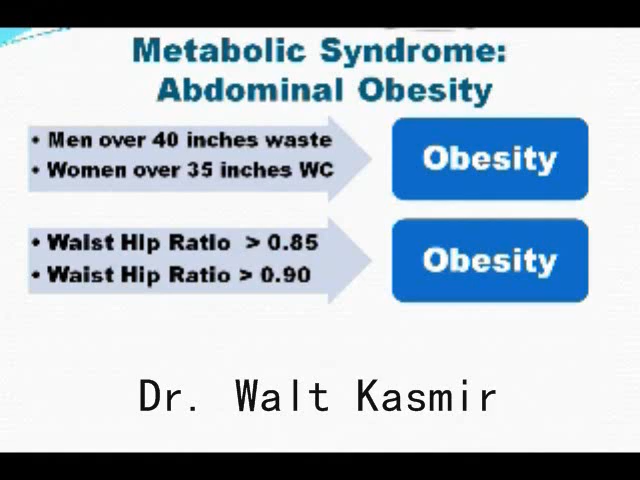 Metabolic Syndrome:
Abdominal Obesity
• Men over 40 inches waste
• Women over 35 inches WC
Obesity
• Waist Hip Ratio > 0.85
• Waist Hip Ratio > 0.90
Obesity
Dr. Walt Kasmir